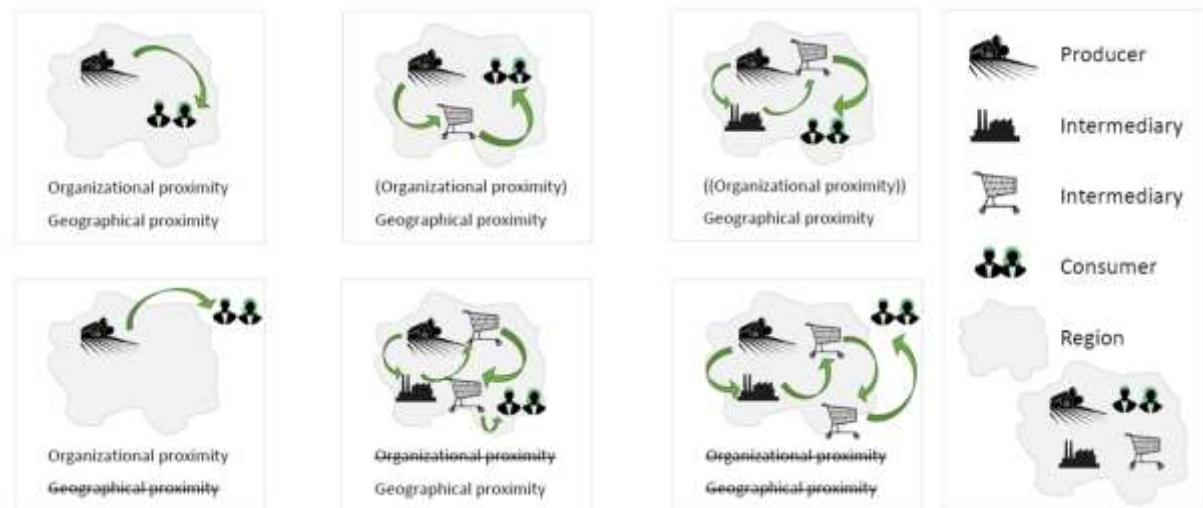 Organizational proximity
Geographical proximity
(Organizational proximity)
Geographical proximity
((Organizational proximity))
Geographical proximity
Organizational proximity
Geographical proximity
Organizational proximity
Geographical proximity
Organizational proximity
Geographical proximity
Producer
Intermediary
Intermediary
Consumer
Region